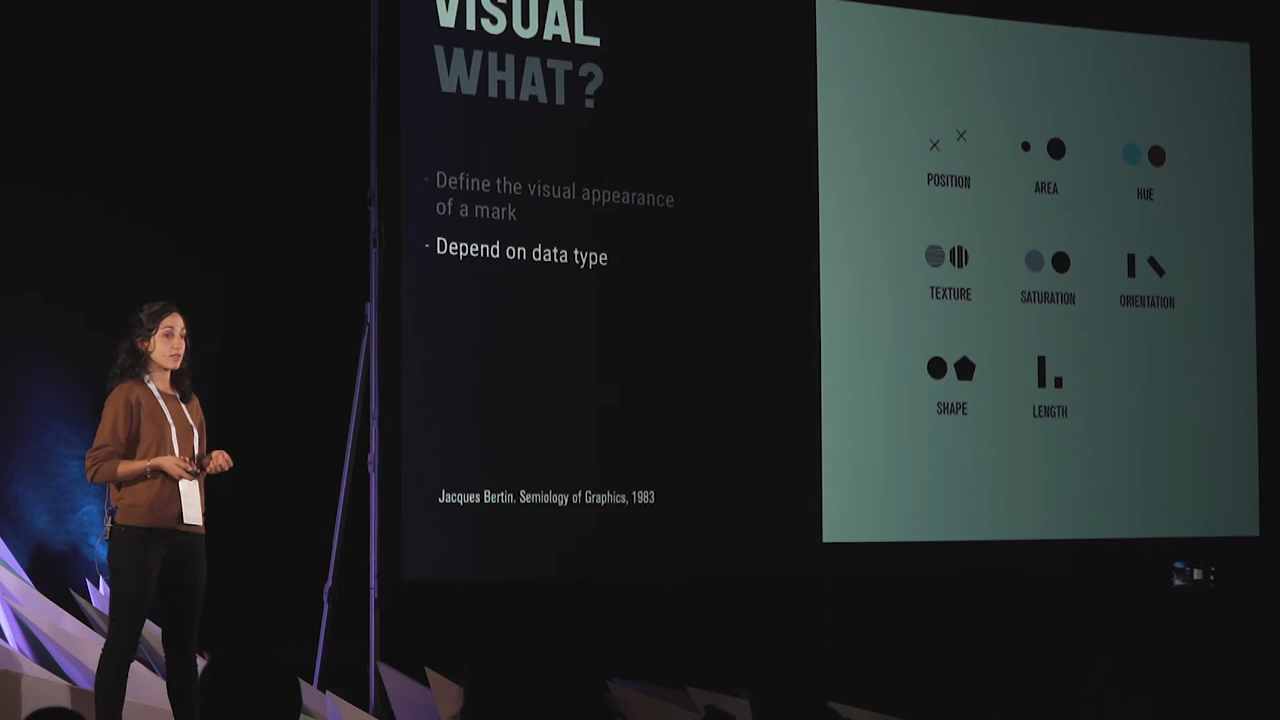 VISUAL
WHAT?
- Define the visual appearance
of a mark
- Depend on data type
Jacques Bertin. Semiology of Graphics, 1983
POSITION
AREA
HUE
TEXTURE
SATURATION
ORIENTATION
SHAPE
LENGTH